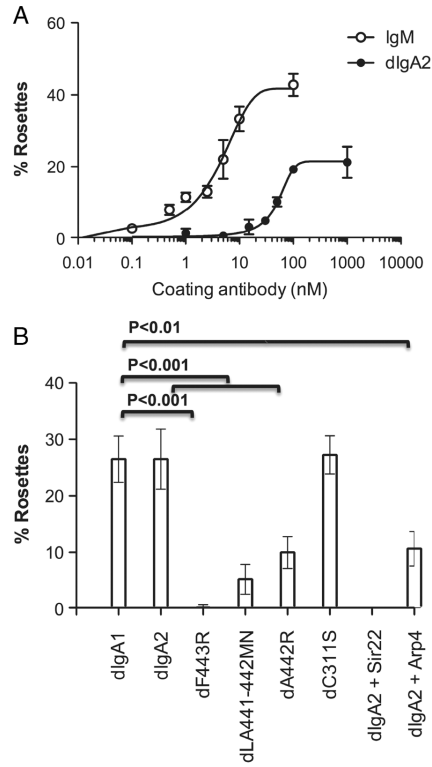 A
60
40
20
0
% Rosettes
IgM
dIgA2
0.01 0.1 1 10 100 1000 10000
Coating antibody (nM)
B
P<0.01
P<0.001
P<0.001
40
30
20
10
0
% Rosettes
dIgA1
dIgA2
dF443R
dLA441-442MN
dA442R
dC311S
dIgA2 + Sir22
dIgA2 + Arp4